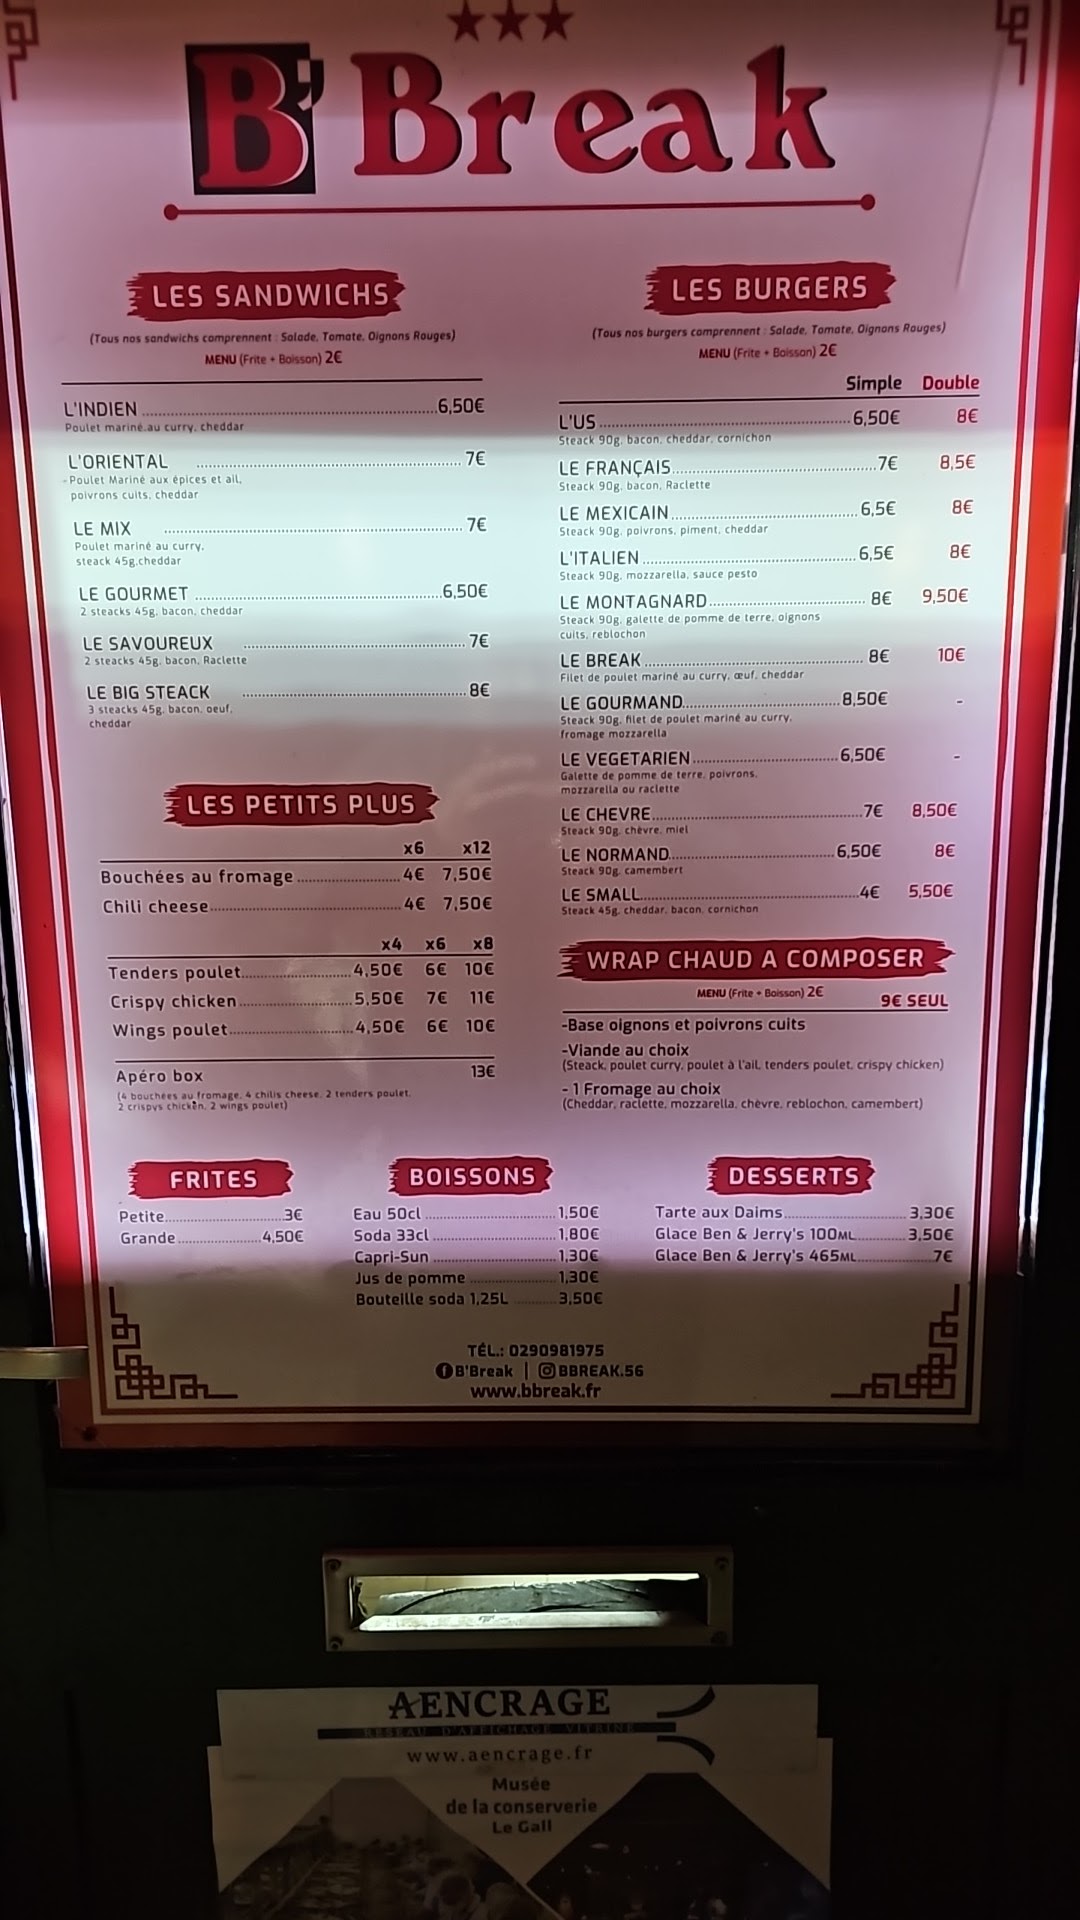 B'Break
LES SANDWICHS
(Tous nos sandwichs comprennent : Salade, Tomate, Oignons Rouges)
MENU (Frite + Boisson) 2€
L'INDIEN 6,50€
Poulet mariné.au curry, cheddar
L'ORIENTAL 7€
- Poulet Mariné aux épices et ail,
poivrons cuits, cheddar
LE MIX 7€
Poulet mariné au curry,
steack 45g,cheddar
LE GOURMET 6,50€
2 steacks 45g, bacon, cheddar
LE SAVOUREUX 7€
2 steacks 45g, bacon, Raclette
LE BIG STEACK 8€
3 steacks 45g, bacon, oeuf,
cheddar
LES PETITS PLUS
x6 x12
Bouchées au fromage 4€ 7,50€
Chili cheese 4€ 7,50€
x4 x6 x8
Tenders poulet 4,50€ 6€ 10€
Crispy chicken 5,50€ 7€ 11€
Wings poulet 4,50€ 6€ 10€
Apéro box 13€
(4 bouchées au fromage, 4 chilis cheese, 2 tenders poulet,
2 crispys chicken, 2 wings poulet)
LES BURGERS
(Tous nos burgers comprennent : Salade, Tomate, Oignons Rouges)
MENU (Frite + Boisson) 2€
Simple Double
L'US 6,50€ 8€
Steack 90g, bacon, cheddar, cornichon
LE FRANÇAIS 7€ 8,5€
Steack 90g, bacon, Raclette
LE MEXICAIN 6,5€ 8€
Steack 90g, poivrons, piment, cheddar
L'ITALIEN 6,5€ 8€
Steack 90g, mozzarella, sauce pesto
LE MONTAGNARD 8€ 9,50€
Steack 90g, galette de pomme de terre, oignons
cuits, reblochon
LE BREAK 8€ 10€
Filet de poulet mariné au curry, œuf, cheddar
LE GOURMAND 8,50€ -
Steack 90g, filet de poulet mariné au curry,
fromage mozzarella
LE VEGETARIEN 6,50€ -
Galette de pomme de terre, poivrons,
mozzarella ou raclette
LE CHEVRE 7€ 8,50€
Steack 90g, chèvre, miel
LE NORMAND 6,50€ 8€
Steack 90g, camembert
LE SMALL 4€ 5,50€
Steack 45g, cheddar, bacon, cornichon
WRAP CHAUD A COMPOSER
MENU (Frite + Boisson) 2€
9€ SEUL
-Base oignons et poivrons cuits
-Viande au choix
(Steack, poulet curry, poulet à l'ail, tenders poulet, crispy chicken)
- 1 Fromage au choix
(Cheddar, raclette, mozzarella, chèvre, reblochon, camembert)
FRITES
Petite 3€
Grande 4,50€
BOISSONS
Eau 50cl 1,50€
Soda 33cl 1,80€
Capri-Sun 1,30€
Jus de pomme 1,30€
Bouteille soda 1,25L 3,50€
DESSERTS
Tarte aux Daims 3,30€
Glace Ben & Jerry's 100ML 3,50€
Glace Ben & Jerry's 465ML 7€
TÉL.: 0290981975
B'Break | BBREAK.56
www.bbreak.fr
AENCRAGE
RESEAU D'AFFICHAGE VITRINE
www.aencrage.fr
Musée
de la conserverie
Le Gall